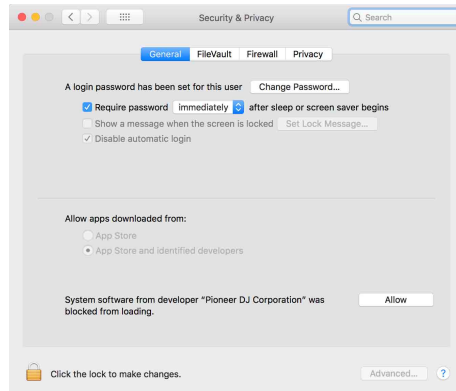 Security & Privacy
Search
General FileVault Firewall Privacy
A login password has been set for this user Change Password...
Require password immediately after sleep or screen saver begins
Show a message when the screen is locked Set Lock Message...
Disable automatic login
Allow apps downloaded from:
App Store
App Store and identified developers
System software from developer “Pioneer DJ Corporation” was
blocked from loading.
Allow
Click the lock to make changes.
Advanced... ?